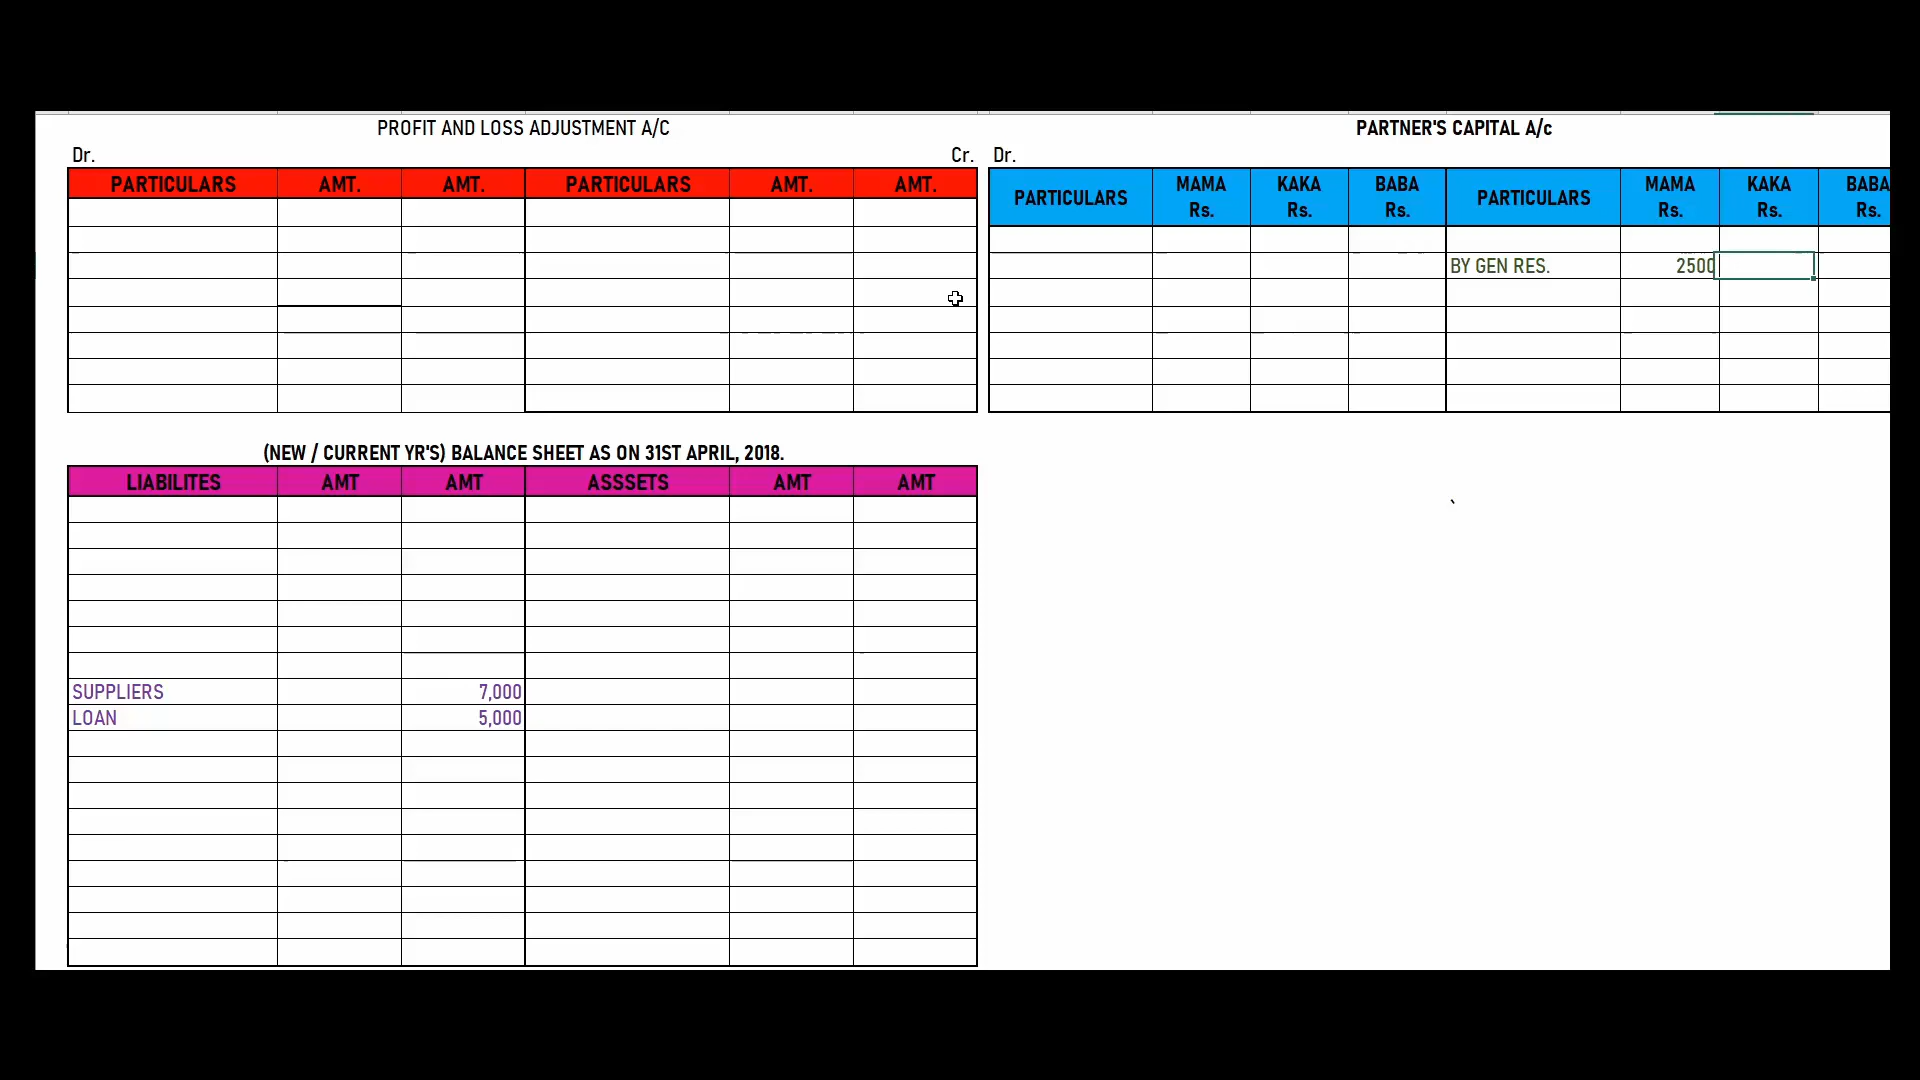 PROFIT AND LOSS ADJUSTMENT A/C
Dr. Cr.
PARTICULARS AMT. AMT. PARTICULARS AMT. AMT.
PARTNER'S CAPITAL A/c
Dr.
PARTICULARS MAMA Rs. KAKA Rs. BABA Rs. PARTICULARS MAMA Rs. KAKA Rs. BABA Rs.
BY GEN RES. 2500
(NEW / CURRENT YR'S) BALANCE SHEET AS ON 31ST APRIL, 2018.
LIABILITES AMT AMT ASSSETS AMT AMT
SUPPLIERS 7,000
LOAN 5,000
`